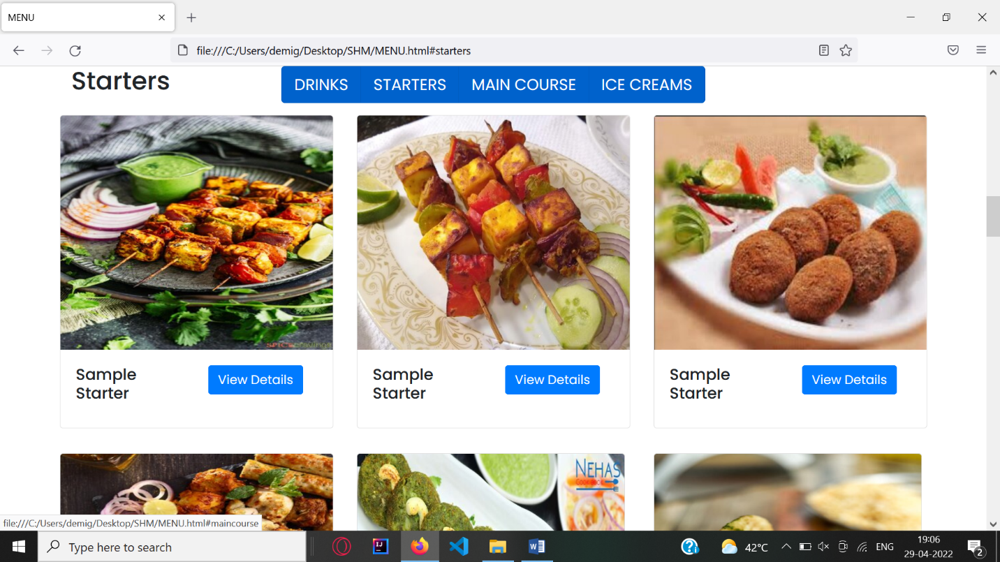 MENU
file:///C:/Users/demig/Desktop/SHM/MENU.html#starters
Starters
DRINKS STARTERS MAIN COURSE ICE CREAMS
Sample
Starter
View Details
Sample
Starter
View Details
Sample
Starter
View Details
NEHAS
file:///C:/Users/demig/Desktop/SHM/MENU.html#maincourse
Type here to search
42°C
ENG
19:06
29-04-2022
2